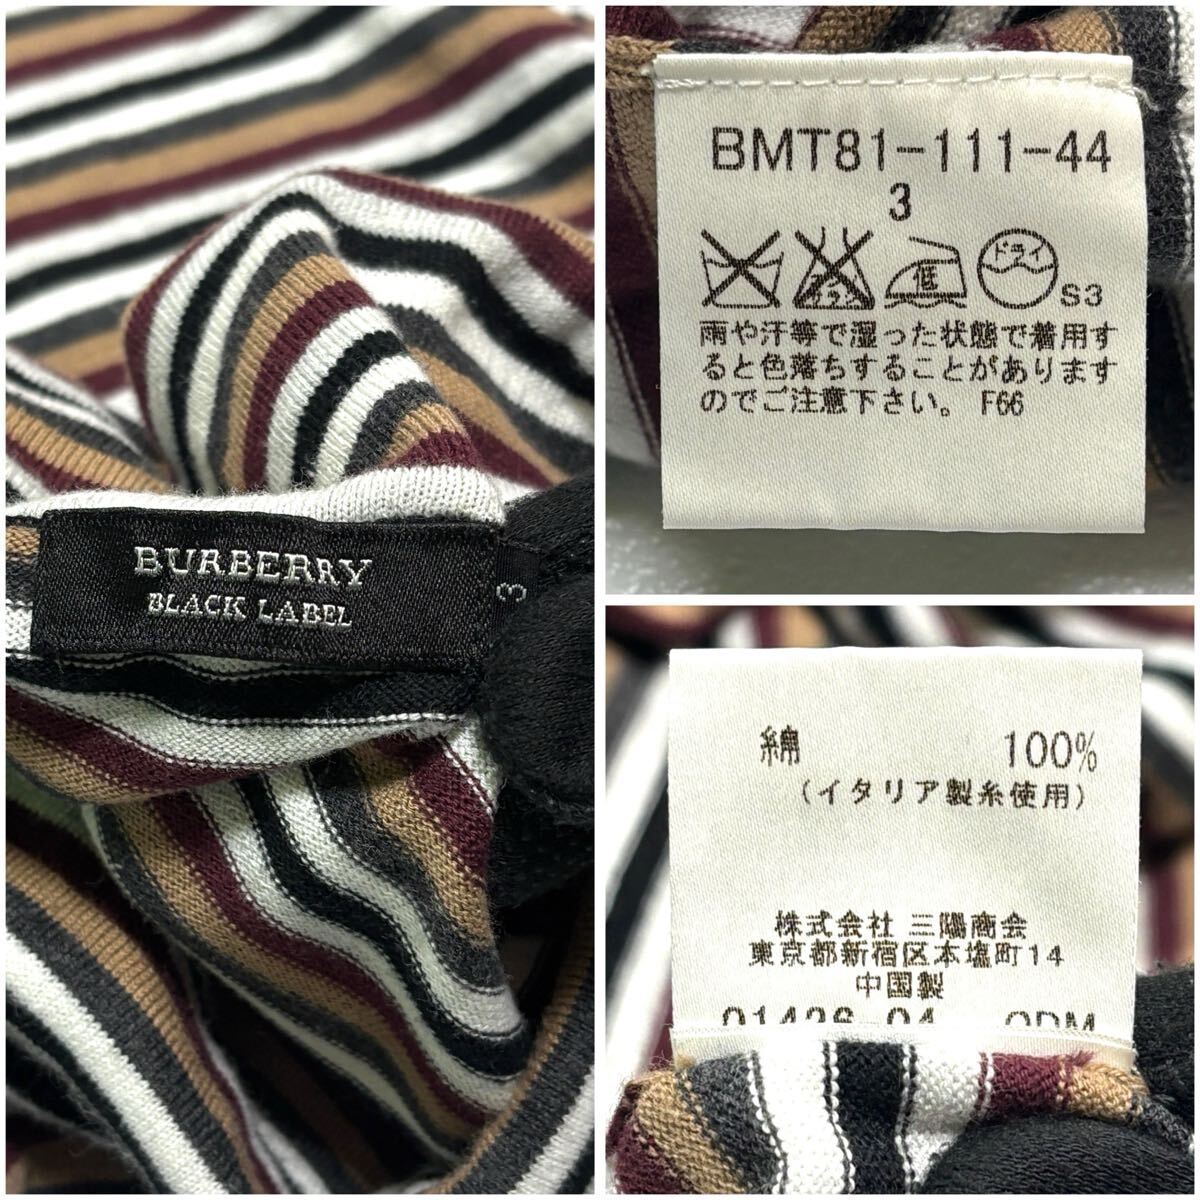 BURBERRY
BLACK LABEL
3
BMT81-111-44
3
エンソ
低
ドライ
S3
雨や汗等で湿った状態で着用す
ると色落ちすることがあります
のでご注意下さい。 F66
綿 100%
(イタリア製糸使用)
株式会社 三陽商会
東京都新宿区本塩町14
中国製